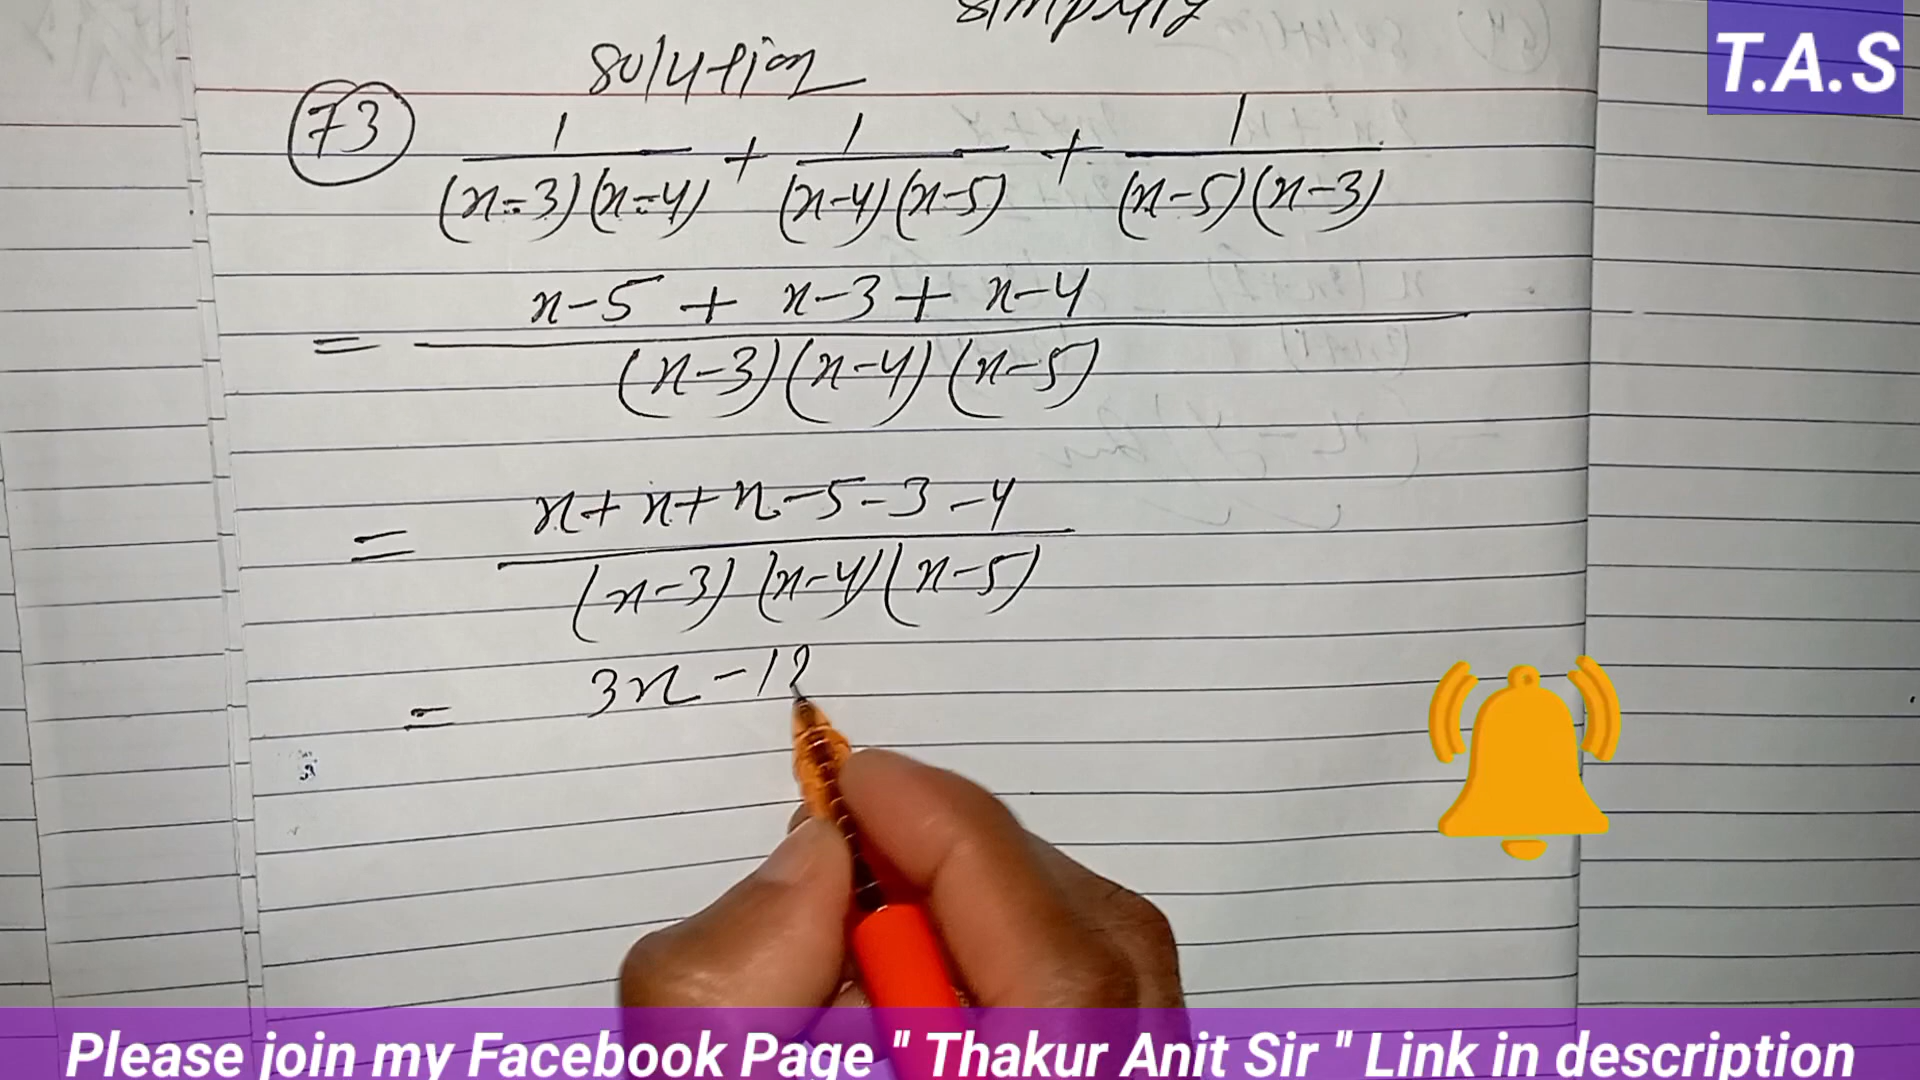 simplify
T.A.S
solution
73 1/(x-3)(x-4) + 1/(x-4)(x-5) + 1/(x-5)(x-3)
= x-5 + x-3 + x-4 / (x-3)(x-4)(x-5)
= x+x+x-5-3-4 / (x-3)(x-4)(x-5)
= 3x-12
Please join my Facebook Page " Thakur Anit Sir " Link in description